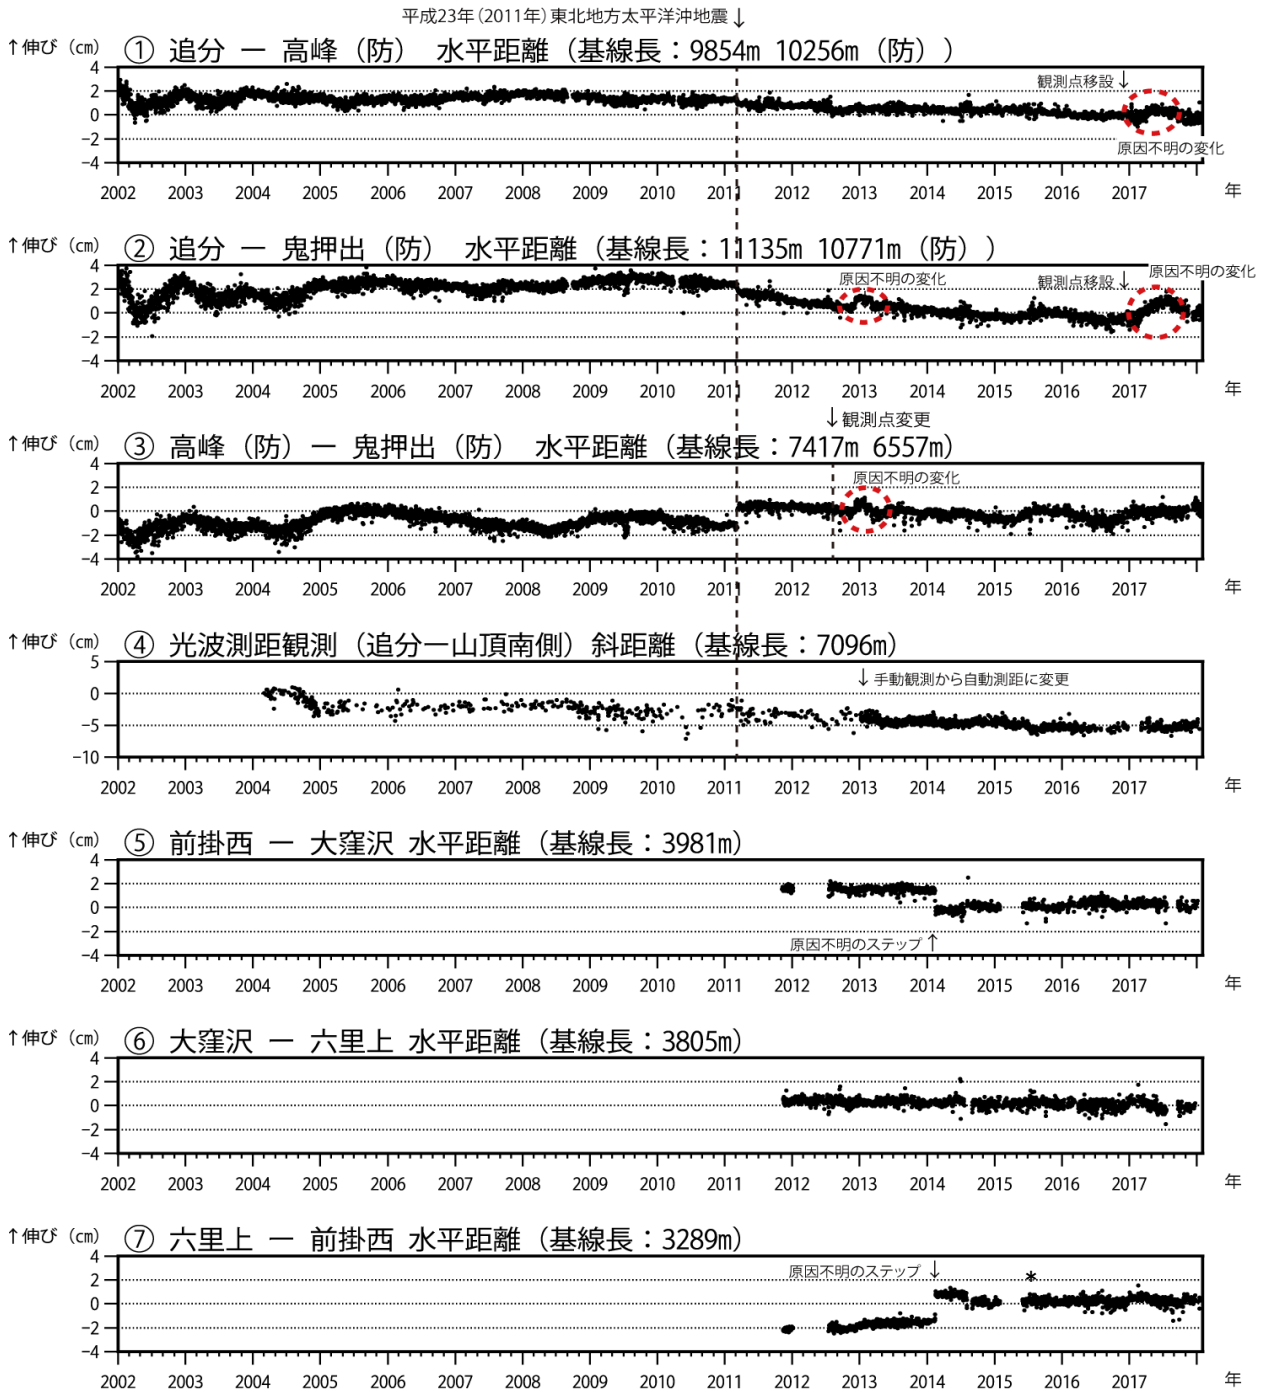 平成23年(2011年)東北地方太平洋沖地震↓
↑伸び (cm) ① 追分 ー 高峰 (防) 水平距離 (基線長：9854m 10256m (防) )
4
2
0
−2
−4
観測点移設↓
原因不明の変化
2002 2003 2004 2005 2006 2007 2008 2009 2010 2011 2012 2013 2014 2015 2016 2017 年
↑伸び (cm) ② 追分 ー 鬼押出 (防) 水平距離 (基線長：11135m 10771m (防) )
4
2
0
−2
−4
原因不明の変化
観測点移設↓
原因不明の変化
2002 2003 2004 2005 2006 2007 2008 2009 2010 2011 2012 2013 2014 2015 2016 2017 年
↓観測点変更
↑伸び (cm) ③ 高峰 (防) ー 鬼押出 (防) 水平距離 (基線長：7417m 6557m)
4
2
0
−2
−4
原因不明の変化
2002 2003 2004 2005 2006 2007 2008 2009 2010 2011 2012 2013 2014 2015 2016 2017 年
↑伸び (cm) ④ 光波測距観測 (追分ー山頂南側) 斜距離 (基線長：7096m)
5
0
−5
−10
↓手動観測から自動測距に変更
2002 2003 2004 2005 2006 2007 2008 2009 2010 2011 2012 2013 2014 2015 2016 2017 年
↑伸び (cm) ⑤ 前掛西 ー 大窪沢 水平距離 (基線長：3981m)
4
2
0
−2
−4
原因不明のステップ↑
2002 2003 2004 2005 2006 2007 2008 2009 2010 2011 2012 2013 2014 2015 2016 2017 年
↑伸び (cm) ⑥ 大窪沢 ー 六里上 水平距離 (基線長：3805m)
4
2
0
−2
−4
2002 2003 2004 2005 2006 2007 2008 2009 2010 2011 2012 2013 2014 2015 2016 2017 年
↑伸び (cm) ⑦ 六里上 ー 前掛西 水平距離 (基線長：3289m)
4
2
0
−2
−4
原因不明のステップ↓
*
2002 2003 2004 2005 2006 2007 2008 2009 2010 2011 2012 2013 2014 2015 2016 2017 年